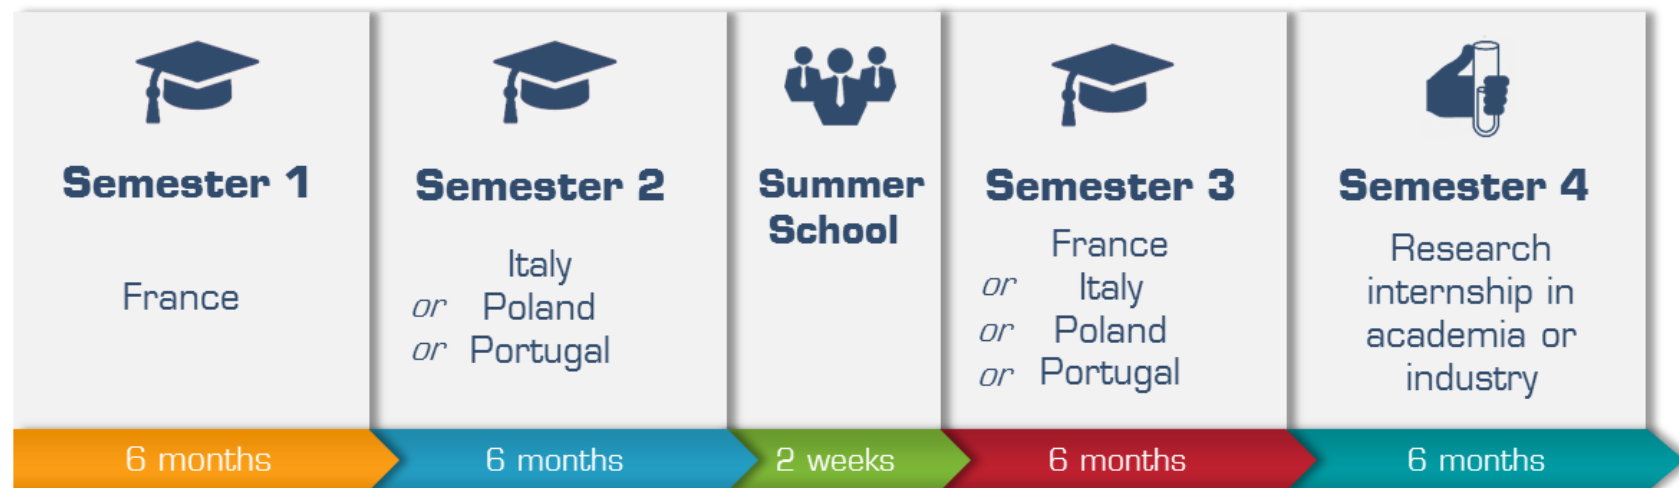 Semester 1
France
6 months
Semester 2
Italy
or Poland
or Portugal
6 months
Summer
School
2 weeks
Semester 3
France
or Italy
or Poland
or Portugal
6 months
Semester 4
Research
internship in
academia or
industry
6 months